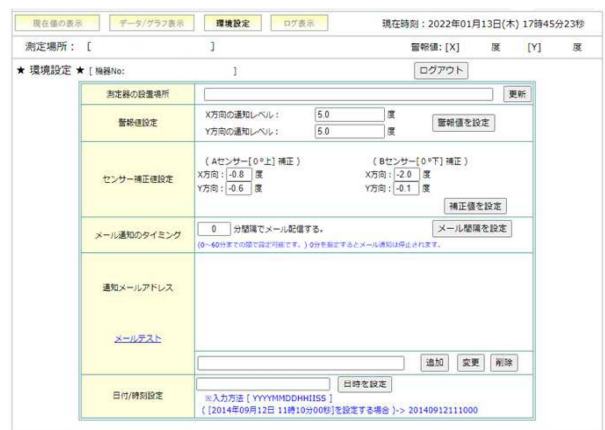 現在値の表示 データ/グラフ表示 環境設定 ログ表示 現在時刻：2022年01月13日(木) 17時45分23秒
測定場所： [ ] 警報値: [X] 度 [Y] 度
★ 環境設定 ★ [ 機器No: ] ログアウト
測定器の設置場所 更新
警報値設定
X方向の通知レベル： 5.0 度
Y方向の通知レベル： 5.0 度
警報値を設定
センサー補正値設定
( Aセンサー[０°上] 補正 ) ( Bセンサー[０°下] 補正 )
X方向：-0.8 度 X方向：-2.0 度
Y方向：-0.6 度 Y方向：-0.1 度
補正値を設定
メール通知のタイミング
0 分間隔でメール配信する。 メール間隔を設定
(0～60分までの間で設定可能です。) 0分を指定するとメール通知は停止されます。
通知メールアドレス
メールテスト
追加 変更 削除
日付/時刻設定
日時を設定
※入力方法 [ YYYYMMDDHHIISS ]
( [2014年09月12日 11時10分00秒]を設定する場合 )-> 20140912111000